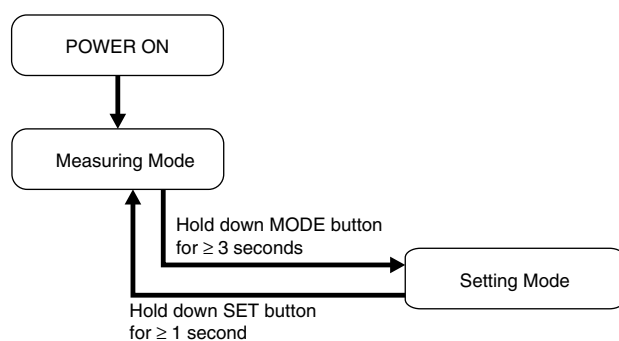 POWER ON
Measuring Mode
Hold down MODE button
for ≥ 3 seconds
Setting Mode
Hold down SET button
for ≥ 1 second